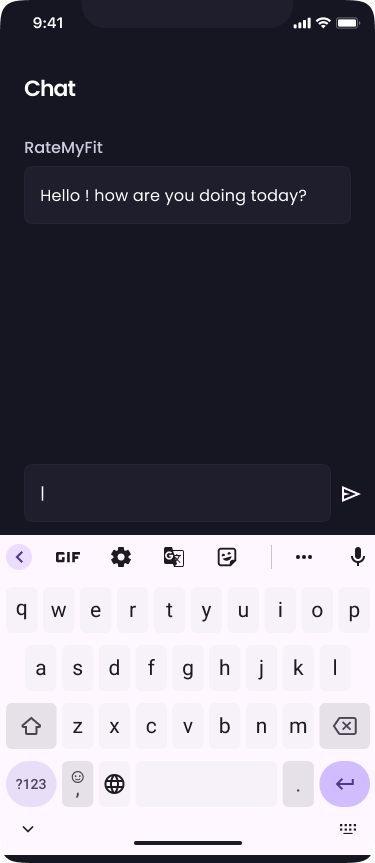 9:41
Chat
RateMyFit
Hello ! how are you doing today?
GIF
q w e r t y u i o p
a s d f g h j k l
z x c v b n m
?123 , .